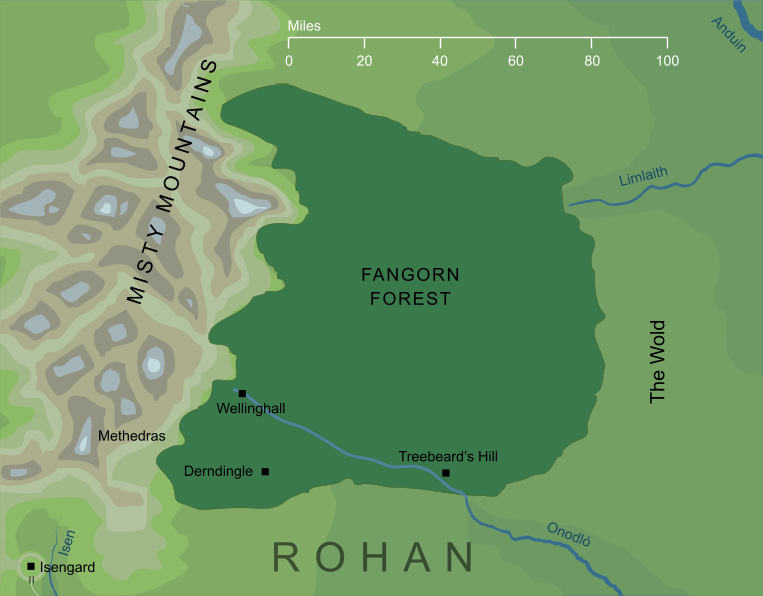 Miles
0 20 40 60 80 100
Anduin
MISTY MOUNTAINS
Limlaith
FANGORN
FOREST
The Wold
Wellinghall
Methedras
Treebeard's Hill
Derndingle
Onodló
Isen
ROHAN
Isengard